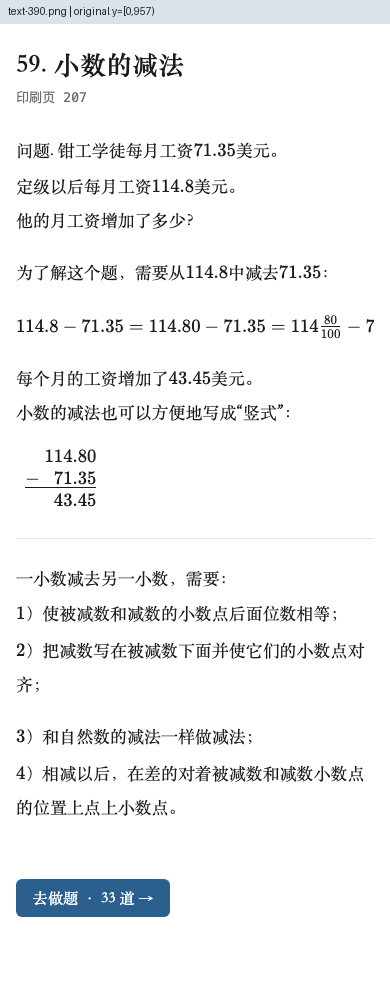 text-390.png | original y=[0,957)
59. 小数的减法
印刷页 207
问题. 钳工学徒每月工资71.35美元。
定级以后每月工资114.8美元。
他的月工资增加了多少?
为了解这个题，需要从114.8中减去71.35：
114.8 − 71.35 = 114.80 − 71.35 = 114 80/100 − 7
每个月的工资增加了43.45美元。
小数的减法也可以方便地写成“竖式”：
114.80
− 71.35
43.45
一小数减去另一小数，需要：
1）使被减数和减数的小数点后面位数相等；
2）把减数写在被减数下面并使它们的小数点对
齐；
3）和自然数的减法一样做减法；
4）相减以后，在差的对着被减数和减数小数点
的位置上点上小数点。
去做题 · 33 道 →